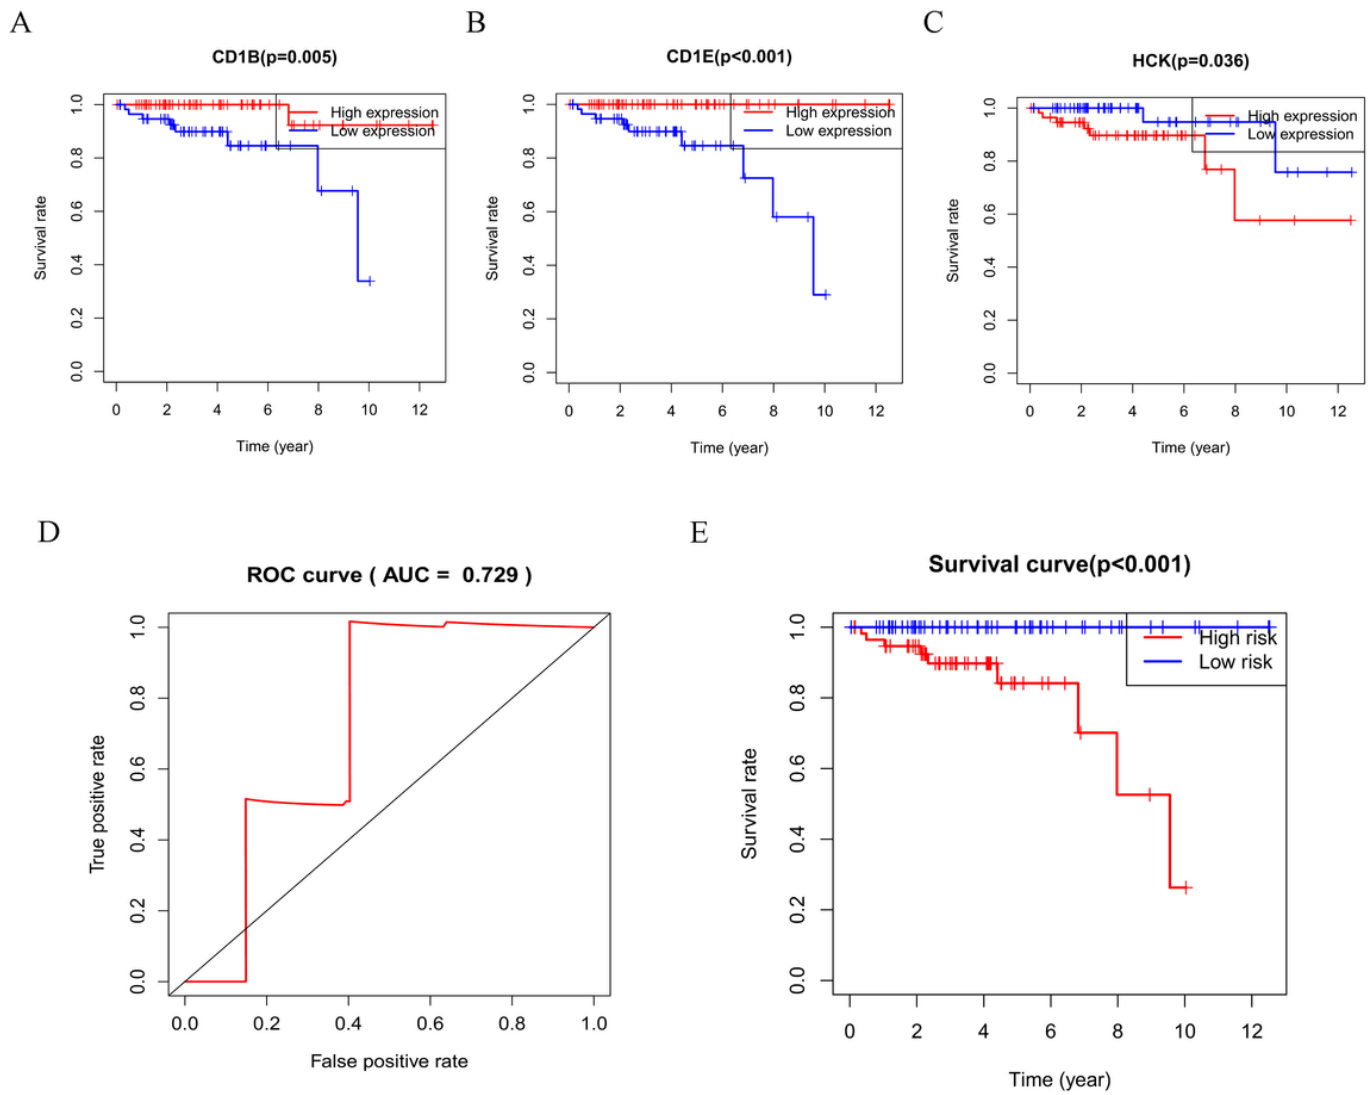 A
CD1B(p=0.005)
High expression
Low expression
1.0
0.8
0.6
0.4
0.2
0.0
Survival rate
0 2 4 6 8 10 12
Time (year)
B
CD1E(p<0.001)
High expression
Low expression
1.0
0.8
0.6
0.4
0.2
0.0
Survival rate
0 2 4 6 8 10 12
Time (year)
C
HCK(p=0.036)
High expression
Low expression
1.0
0.8
0.6
0.4
0.2
0.0
Survival rate
0 2 4 6 8 10 12
Time (year)
D
ROC curve ( AUC = 0.729 )
1.0
0.8
0.6
0.4
0.2
0.0
True positive rate
0.0 0.2 0.4 0.6 0.8 1.0
False positive rate
E
Survival curve(p<0.001)
High risk
Low risk
1.0
0.8
0.6
0.4
0.2
0.0
Survival rate
0 2 4 6 8 10 12
Time (year)